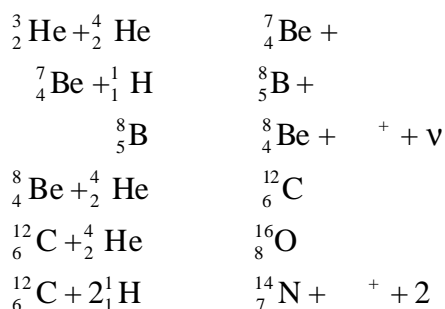 ³₂He + ⁴₂He ⁷₄Be +
⁷₄Be + ¹₁H ⁸₅B +
⁸₅B ⁸₄Be + ⁺ + ν
⁸₄Be + ⁴₂He ¹²₆C
¹²₆C + ⁴₂He ¹⁶₈O
¹²₆C + 2¹₁H ¹⁴₇N + ⁺ + 2